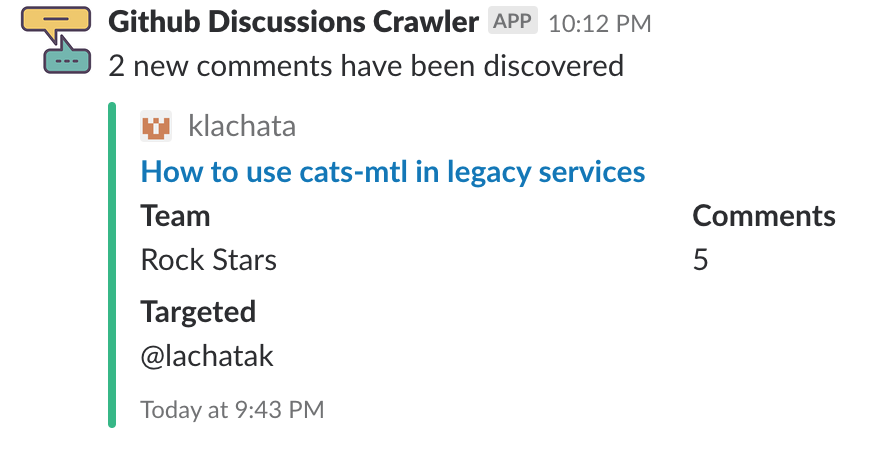 Github Discussions Crawler APP 10:12 PM
2 new comments have been discovered
klachata
How to use cats-mtl in legacy services
Team Comments
Rock Stars 5
Targeted
@lachatak
Today at 9:43 PM